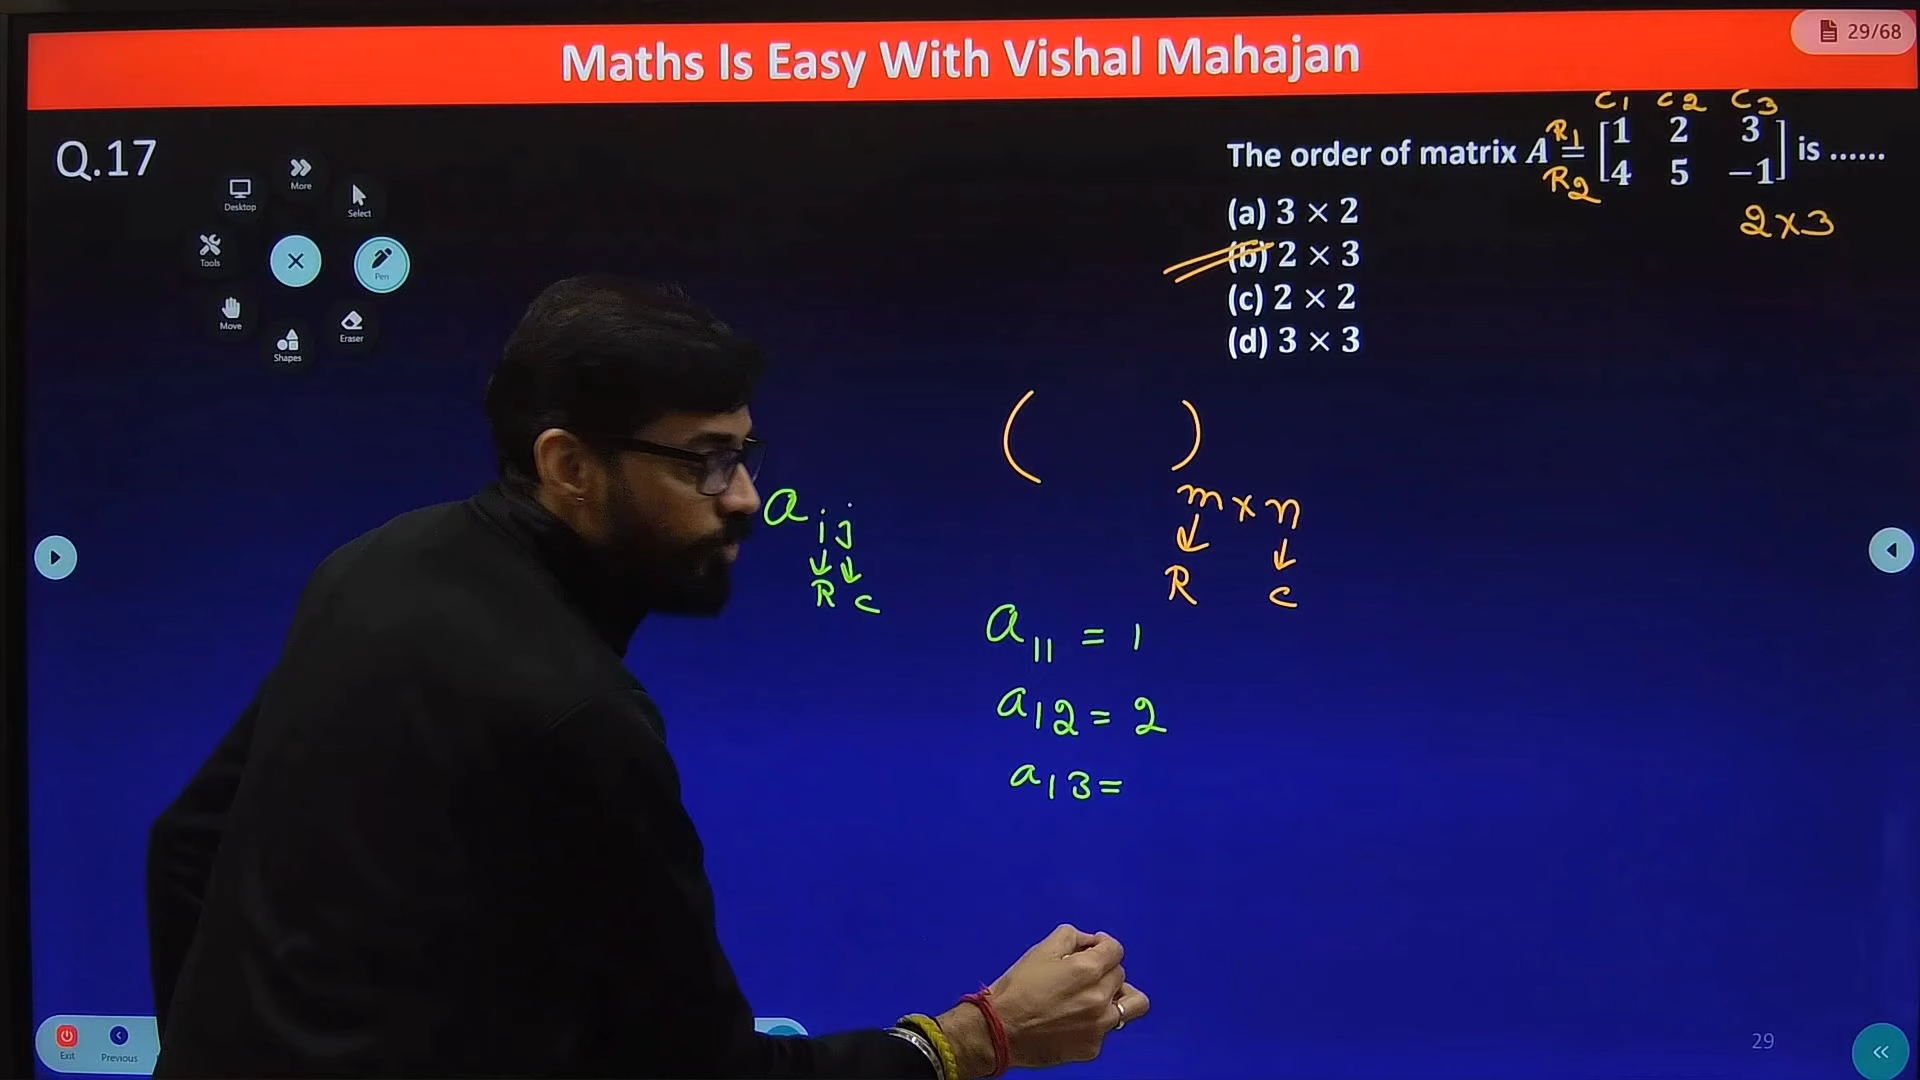 29/68
Maths Is Easy With Vishal Mahajan
C1 C2 C3
Q.17
The order of matrix A = [1 2 3
4 5 −1] is ......
R1
R2
(a) 3 × 2
2×3
(b) 2 × 3
(c) 2 × 2
(d) 3 × 3
More
Desktop
Select
Tools
Pen
Move
Eraser
Shapes
( )
m × n
R C
a ij
R C
a11 = 1
a12 = 2
a13 =
Exit
Previous
29